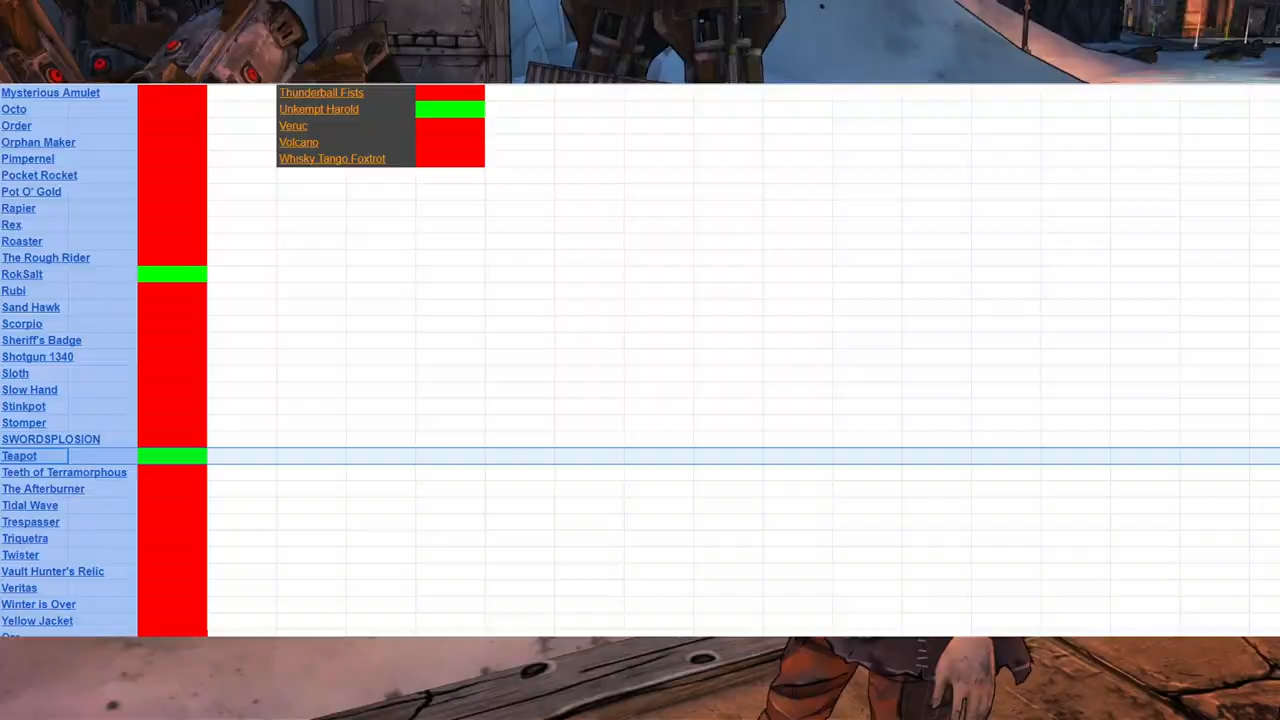 Mysterious Amulet
Octo
Order
Orphan Maker
Pimpernel
Pocket Rocket
Pot O' Gold
Rapier
Rex
Roaster
The Rough Rider
RokSalt
Rubi
Sand Hawk
Scorpio
Sheriff's Badge
Shotgun 1340
Sloth
Slow Hand
Stinkpot
Stomper
SWORDSPLOSION
Teapot
Teeth of Terramorphous
The Afterburner
Tidal Wave
Trespasser
Triquetra
Twister
Vault Hunter's Relic
Veritas
Winter is Over
Yellow Jacket
Thunderball Fists
Unkempt Harold
Veruc
Volcano
Whisky Tango Foxtrot